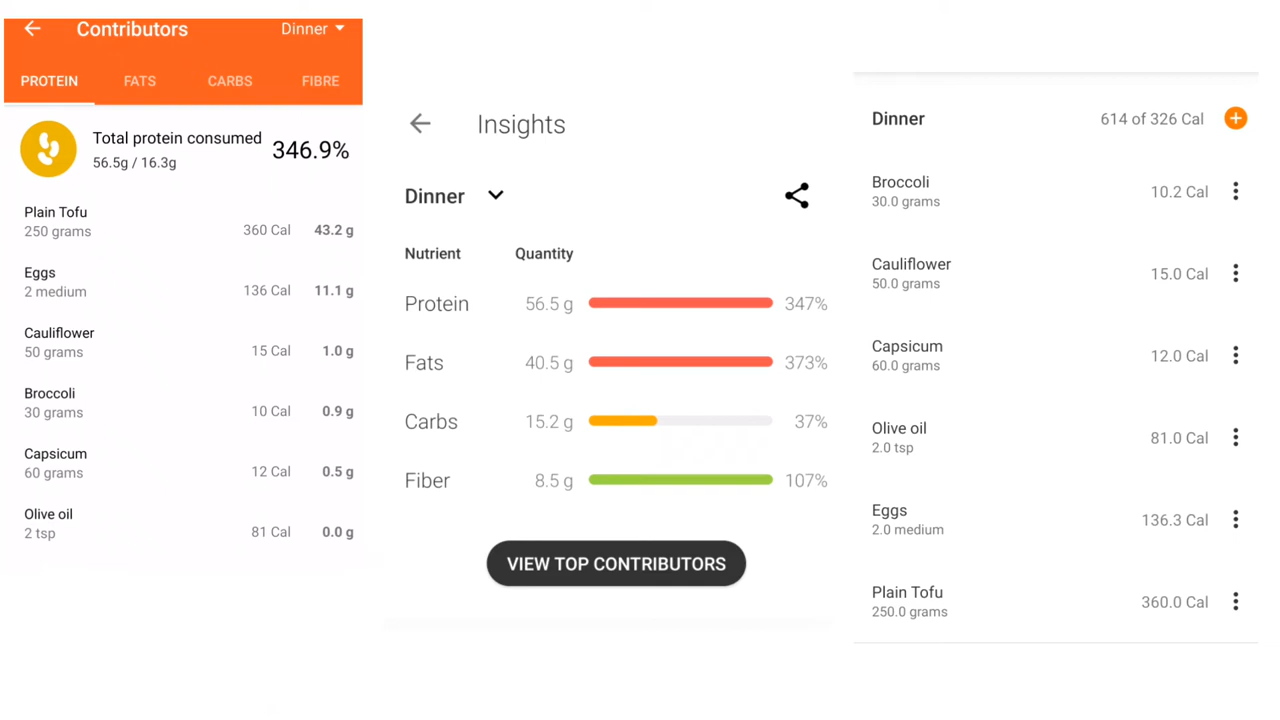 Contributors
Dinner
PROTEIN FATS CARBS FIBRE
Total protein consumed
56.5g / 16.3g
346.9%
Plain Tofu
250 grams 360 Cal 43.2 g
Eggs
2 medium 136 Cal 11.1 g
Cauliflower
50 grams 15 Cal 1.0 g
Broccoli
30 grams 10 Cal 0.9 g
Capsicum
60 grams 12 Cal 0.5 g
Olive oil
2 tsp 81 Cal 0.0 g
Insights
Dinner
Nutrient Quantity
Protein 56.5 g 347%
Fats 40.5 g 373%
Carbs 15.2 g 37%
Fiber 8.5 g 107%
VIEW TOP CONTRIBUTORS
Dinner 614 of 326 Cal
Broccoli
30.0 grams
10.2 Cal
Cauliflower
50.0 grams
15.0 Cal
Capsicum
60.0 grams
12.0 Cal
Olive oil
2.0 tsp
81.0 Cal
Eggs
2.0 medium
136.3 Cal
Plain Tofu
250.0 grams
360.0 Cal